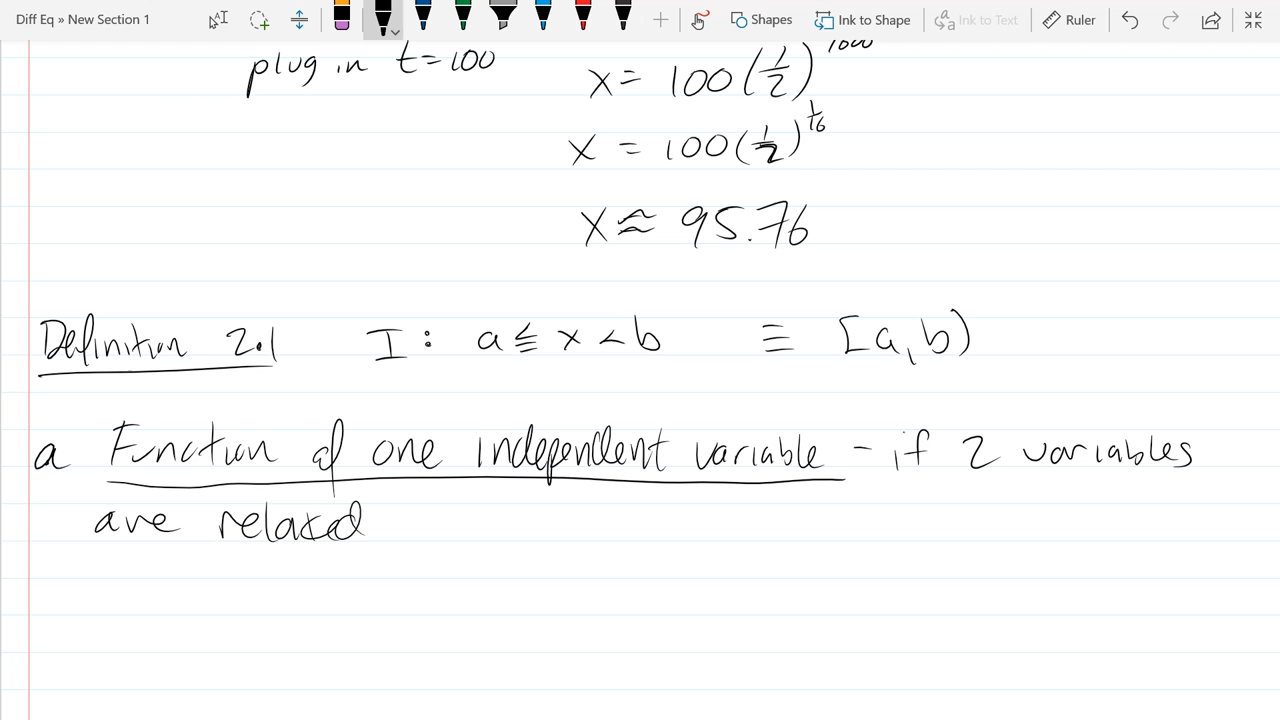 Diff Eq » New Section 1
Shapes
Ink to Shape
Ink to Text
Ruler
plug in t=100
x = 100(1/2)
x = 100(1/2)^1/16
x ≈ 95.76
Definition 2.1 I: a ≦ x < b ≡ [a,b)
a Function of one independent variable - if 2 variables
are related